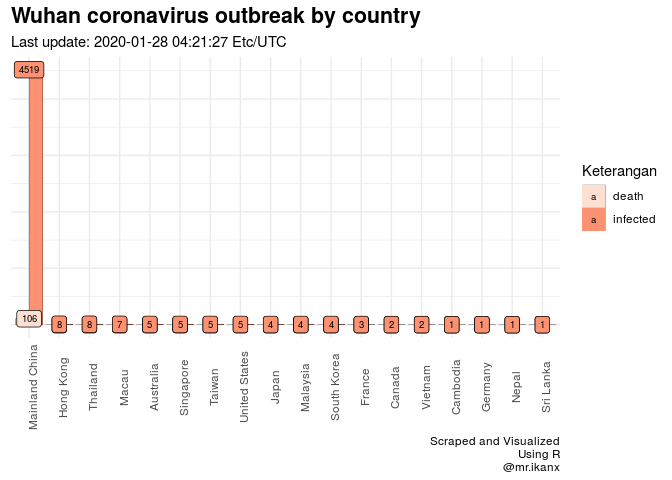 Wuhan coronavirus outbreak by country
Last update: 2020-01-28 04:21:27 Etc/UTC
4519
106
8
8
7
5
5
5
5
4
4
4
3
2
2
1
1
1
1
Mainland China
Hong Kong
Thailand
Macau
Australia
Singapore
Taiwan
United States
Japan
Malaysia
South Korea
France
Canada
Vietnam
Cambodia
Germany
Nepal
Sri Lanka
Keterangan
a death
a infected
Scraped and Visualized
Using R
@mr.ikanx